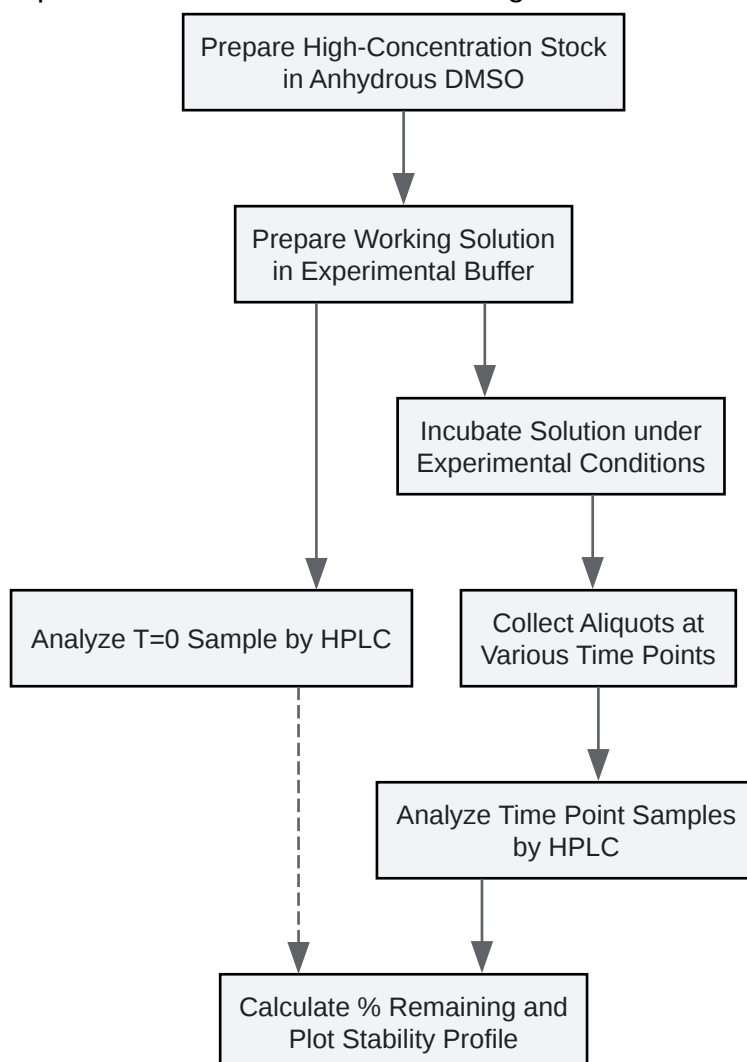 Prepare High-Concentration Stock
in Anhydrous DMSO
Prepare Working Solution
in Experimental Buffer
Incubate Solution under
Experimental Conditions
Analyze T=0 Sample by HPLC
Collect Aliquots at
Various Time Points
Analyze Time Point Samples
by HPLC
Calculate % Remaining and
Plot Stability Profile